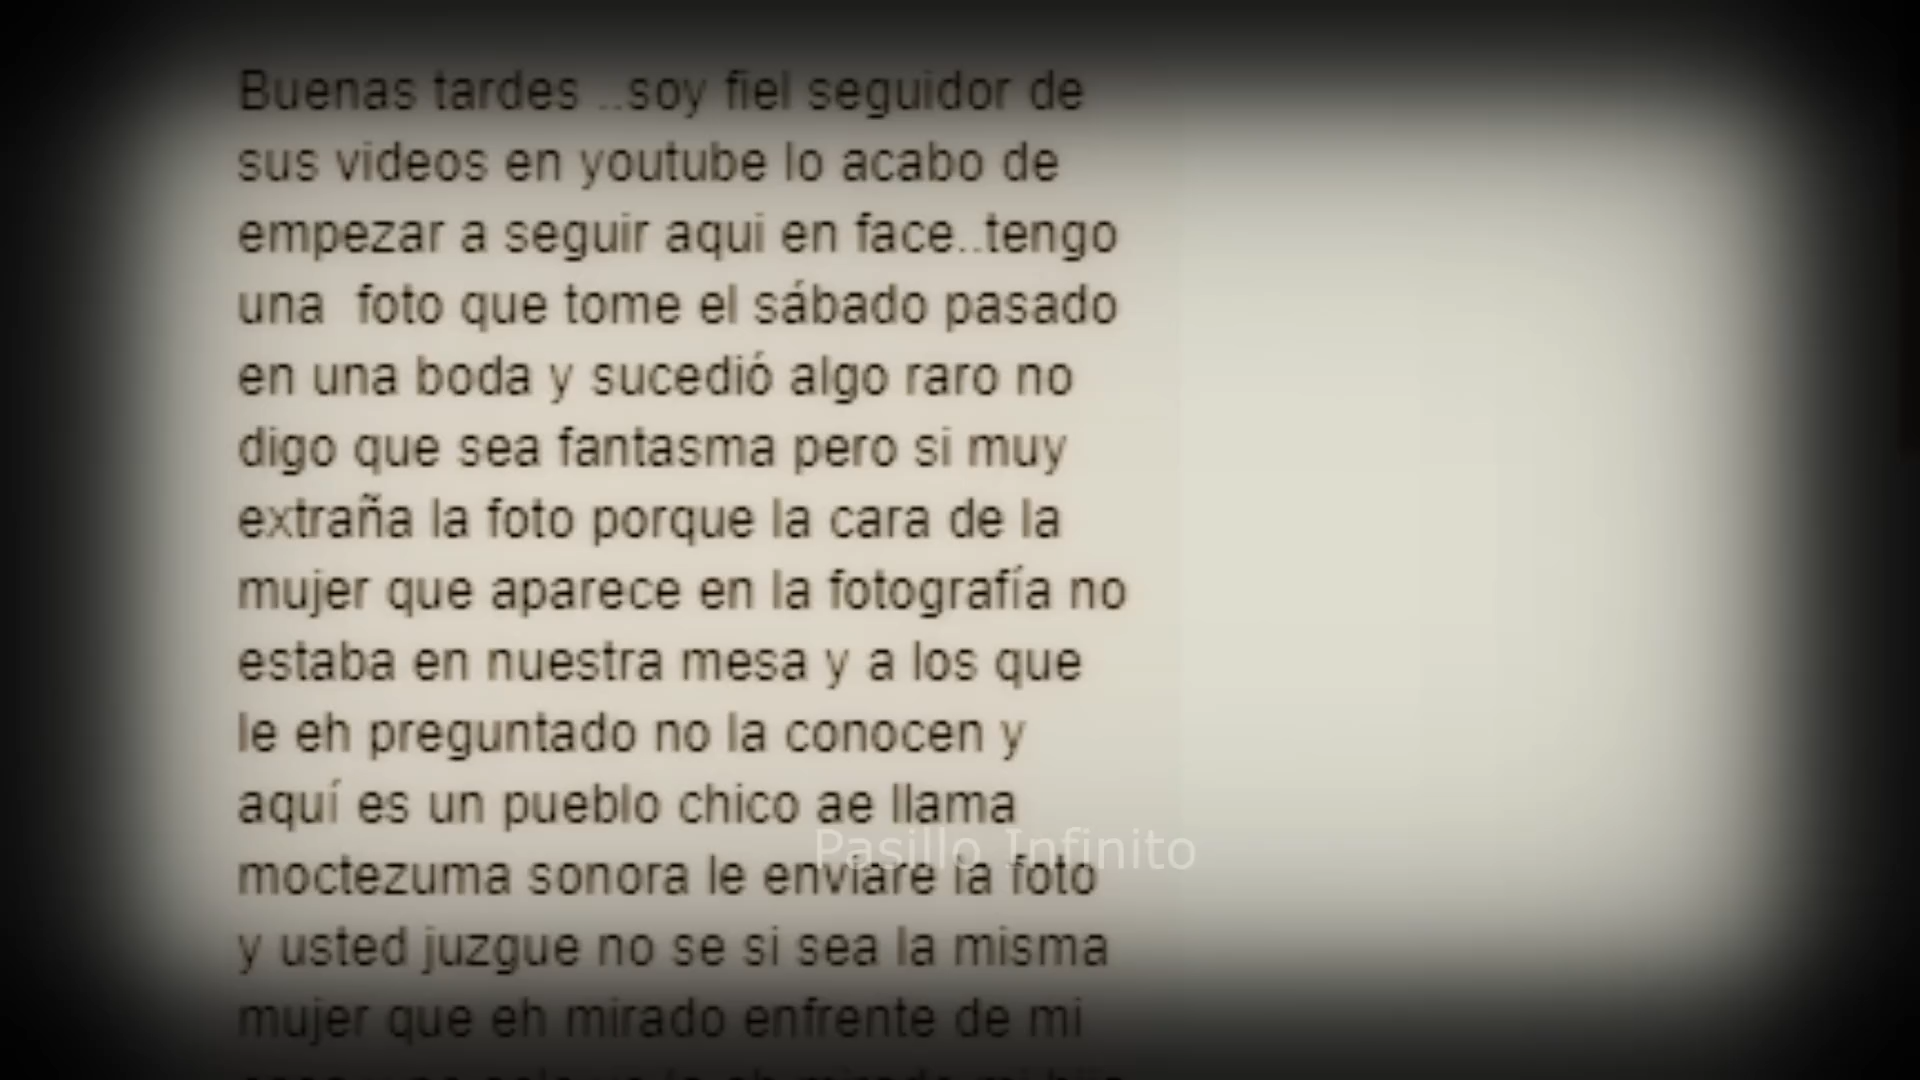 Buenas tardes ..soy fiel seguidor de
sus videos en youtube lo acabo de
empezar a seguir aqui en face..tengo
una  foto que tome el sábado pasado
en una boda y sucedió algo raro no
digo que sea fantasma pero si muy
extraña la foto porque la cara de la
mujer que aparece en la fotografía no
estaba en nuestra mesa y a los que
le eh preguntado no la conocen y
aquí es un pueblo chico ae llama
Pasillo Infinito
moctezuma sonora le enviare la foto
y usted juzgue no se si sea la misma
mujer que eh mirado enfrente de mi